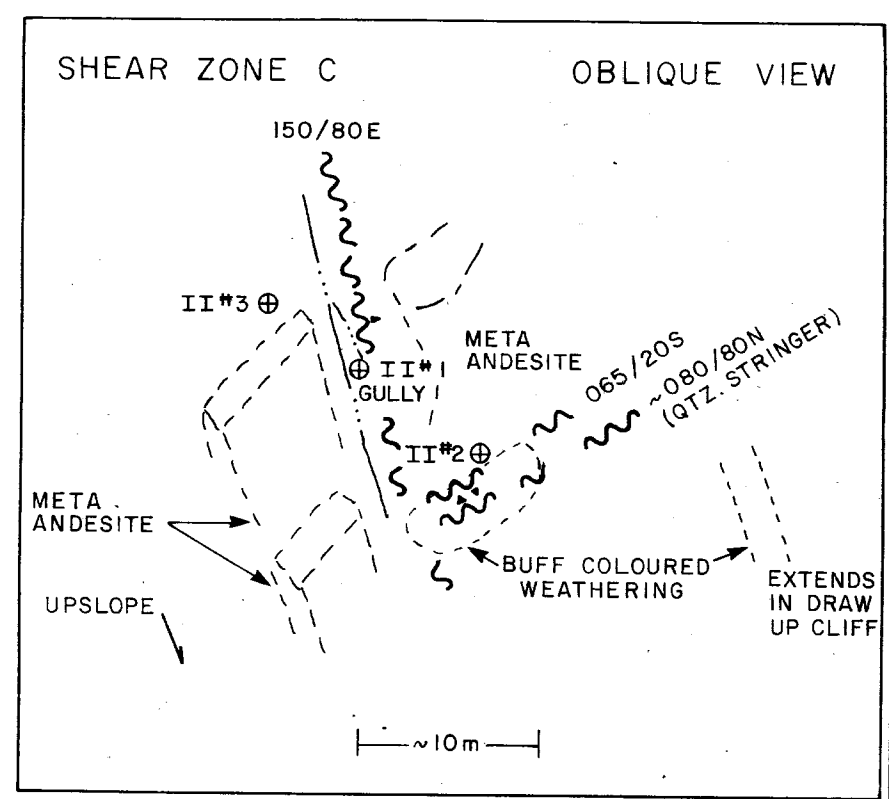 SHEAR ZONE C
OBLIQUE VIEW
150/80E
II#3
META
ANDESITE
II#1
GULLY
065/20S
~080/80N
(QTZ. STRINGER)
II#2
META
ANDESITE
BUFF COLOURED
WEATHERING
EXTENDS
IN DRAW
UP CLIFF
UPSLOPE
~10m